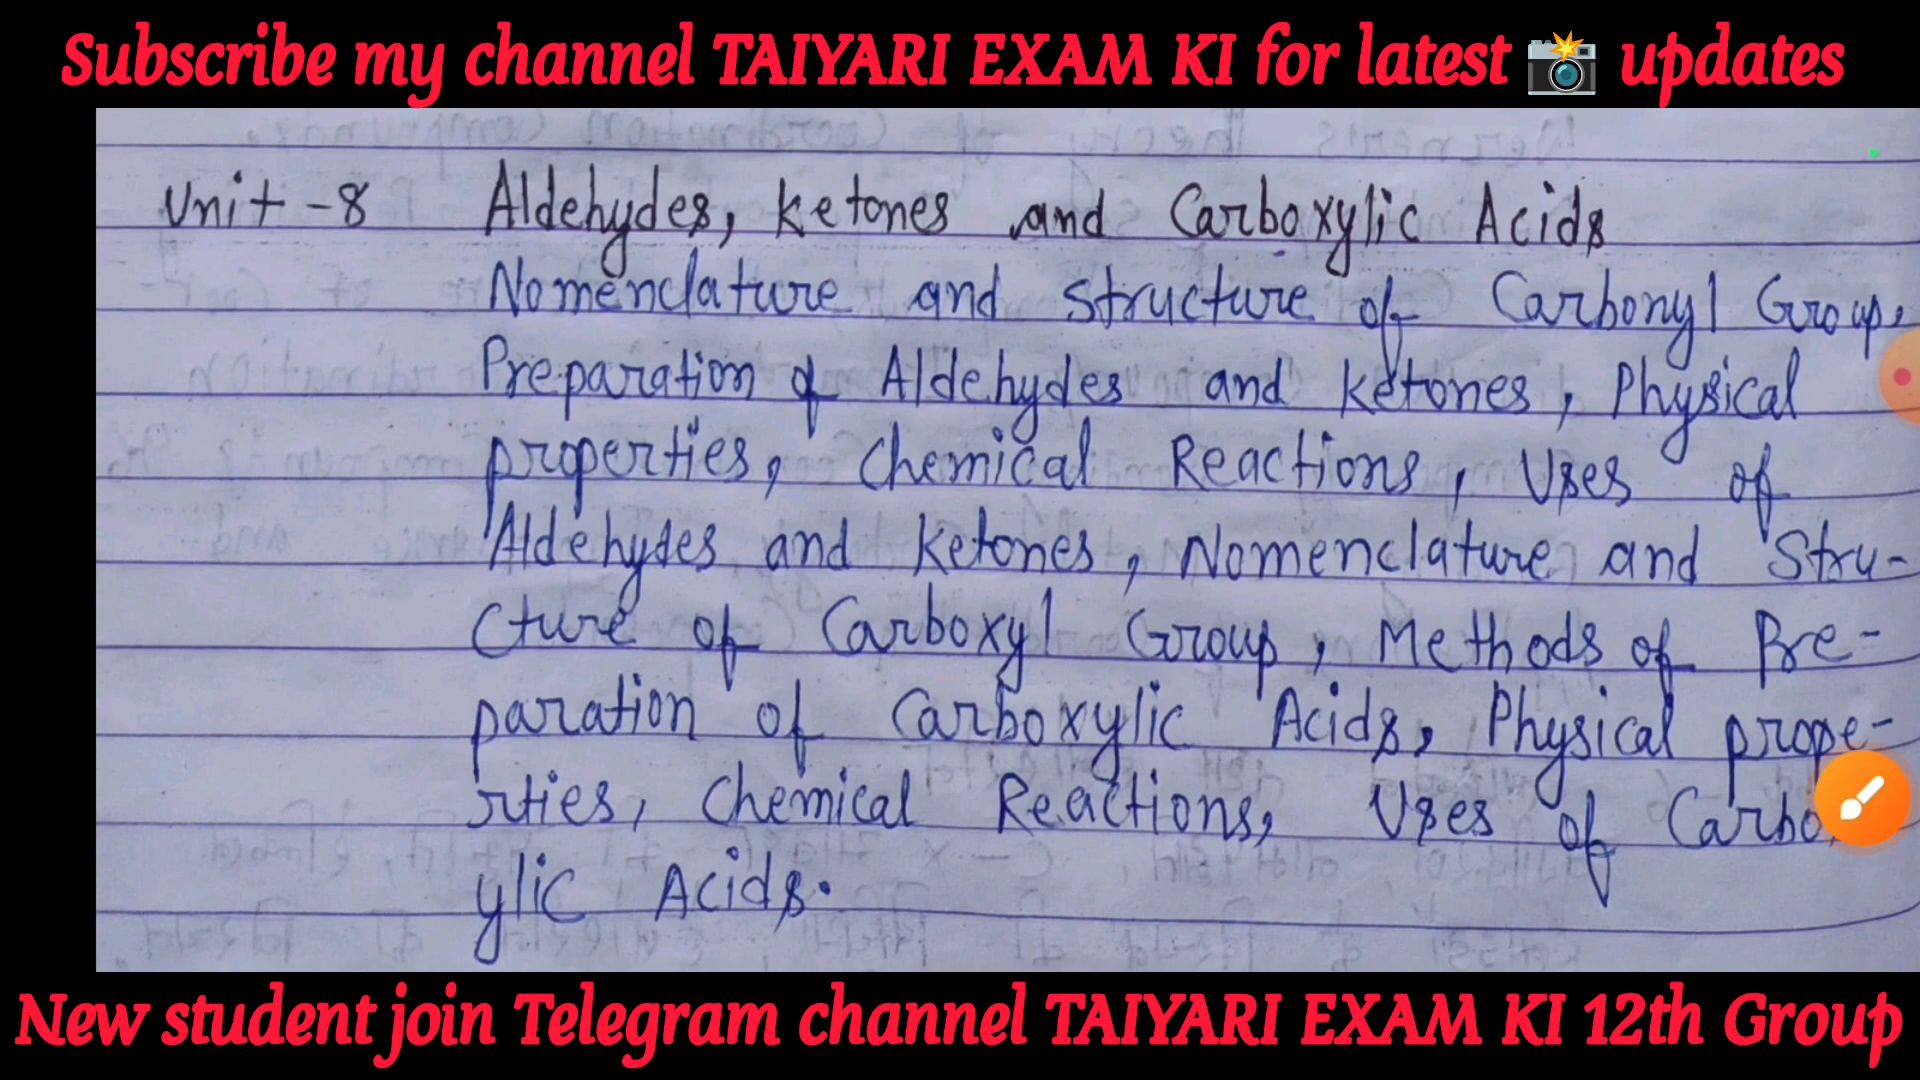 Subscribe my channel TAIYARI EXAM KI for latest 📸 updates
Unit - 8 Aldehydes, Ketones and Carboxylic Acids
Nomenclature and Structure of Carbonyl Group,
Preparation of Aldehydes and Ketones, Physical
properties, Chemical Reactions, Uses of
Aldehydes and Ketones, Nomenclature and Stru-
cture of Carboxyl Group, Methods of Pre-
paration of Carboxylic Acids, Physical prope-
rties, Chemical Reactions, Uses of Carbo
ylic Acids.
New student join Telegram channel TAIYARI EXAM KI 12th Group